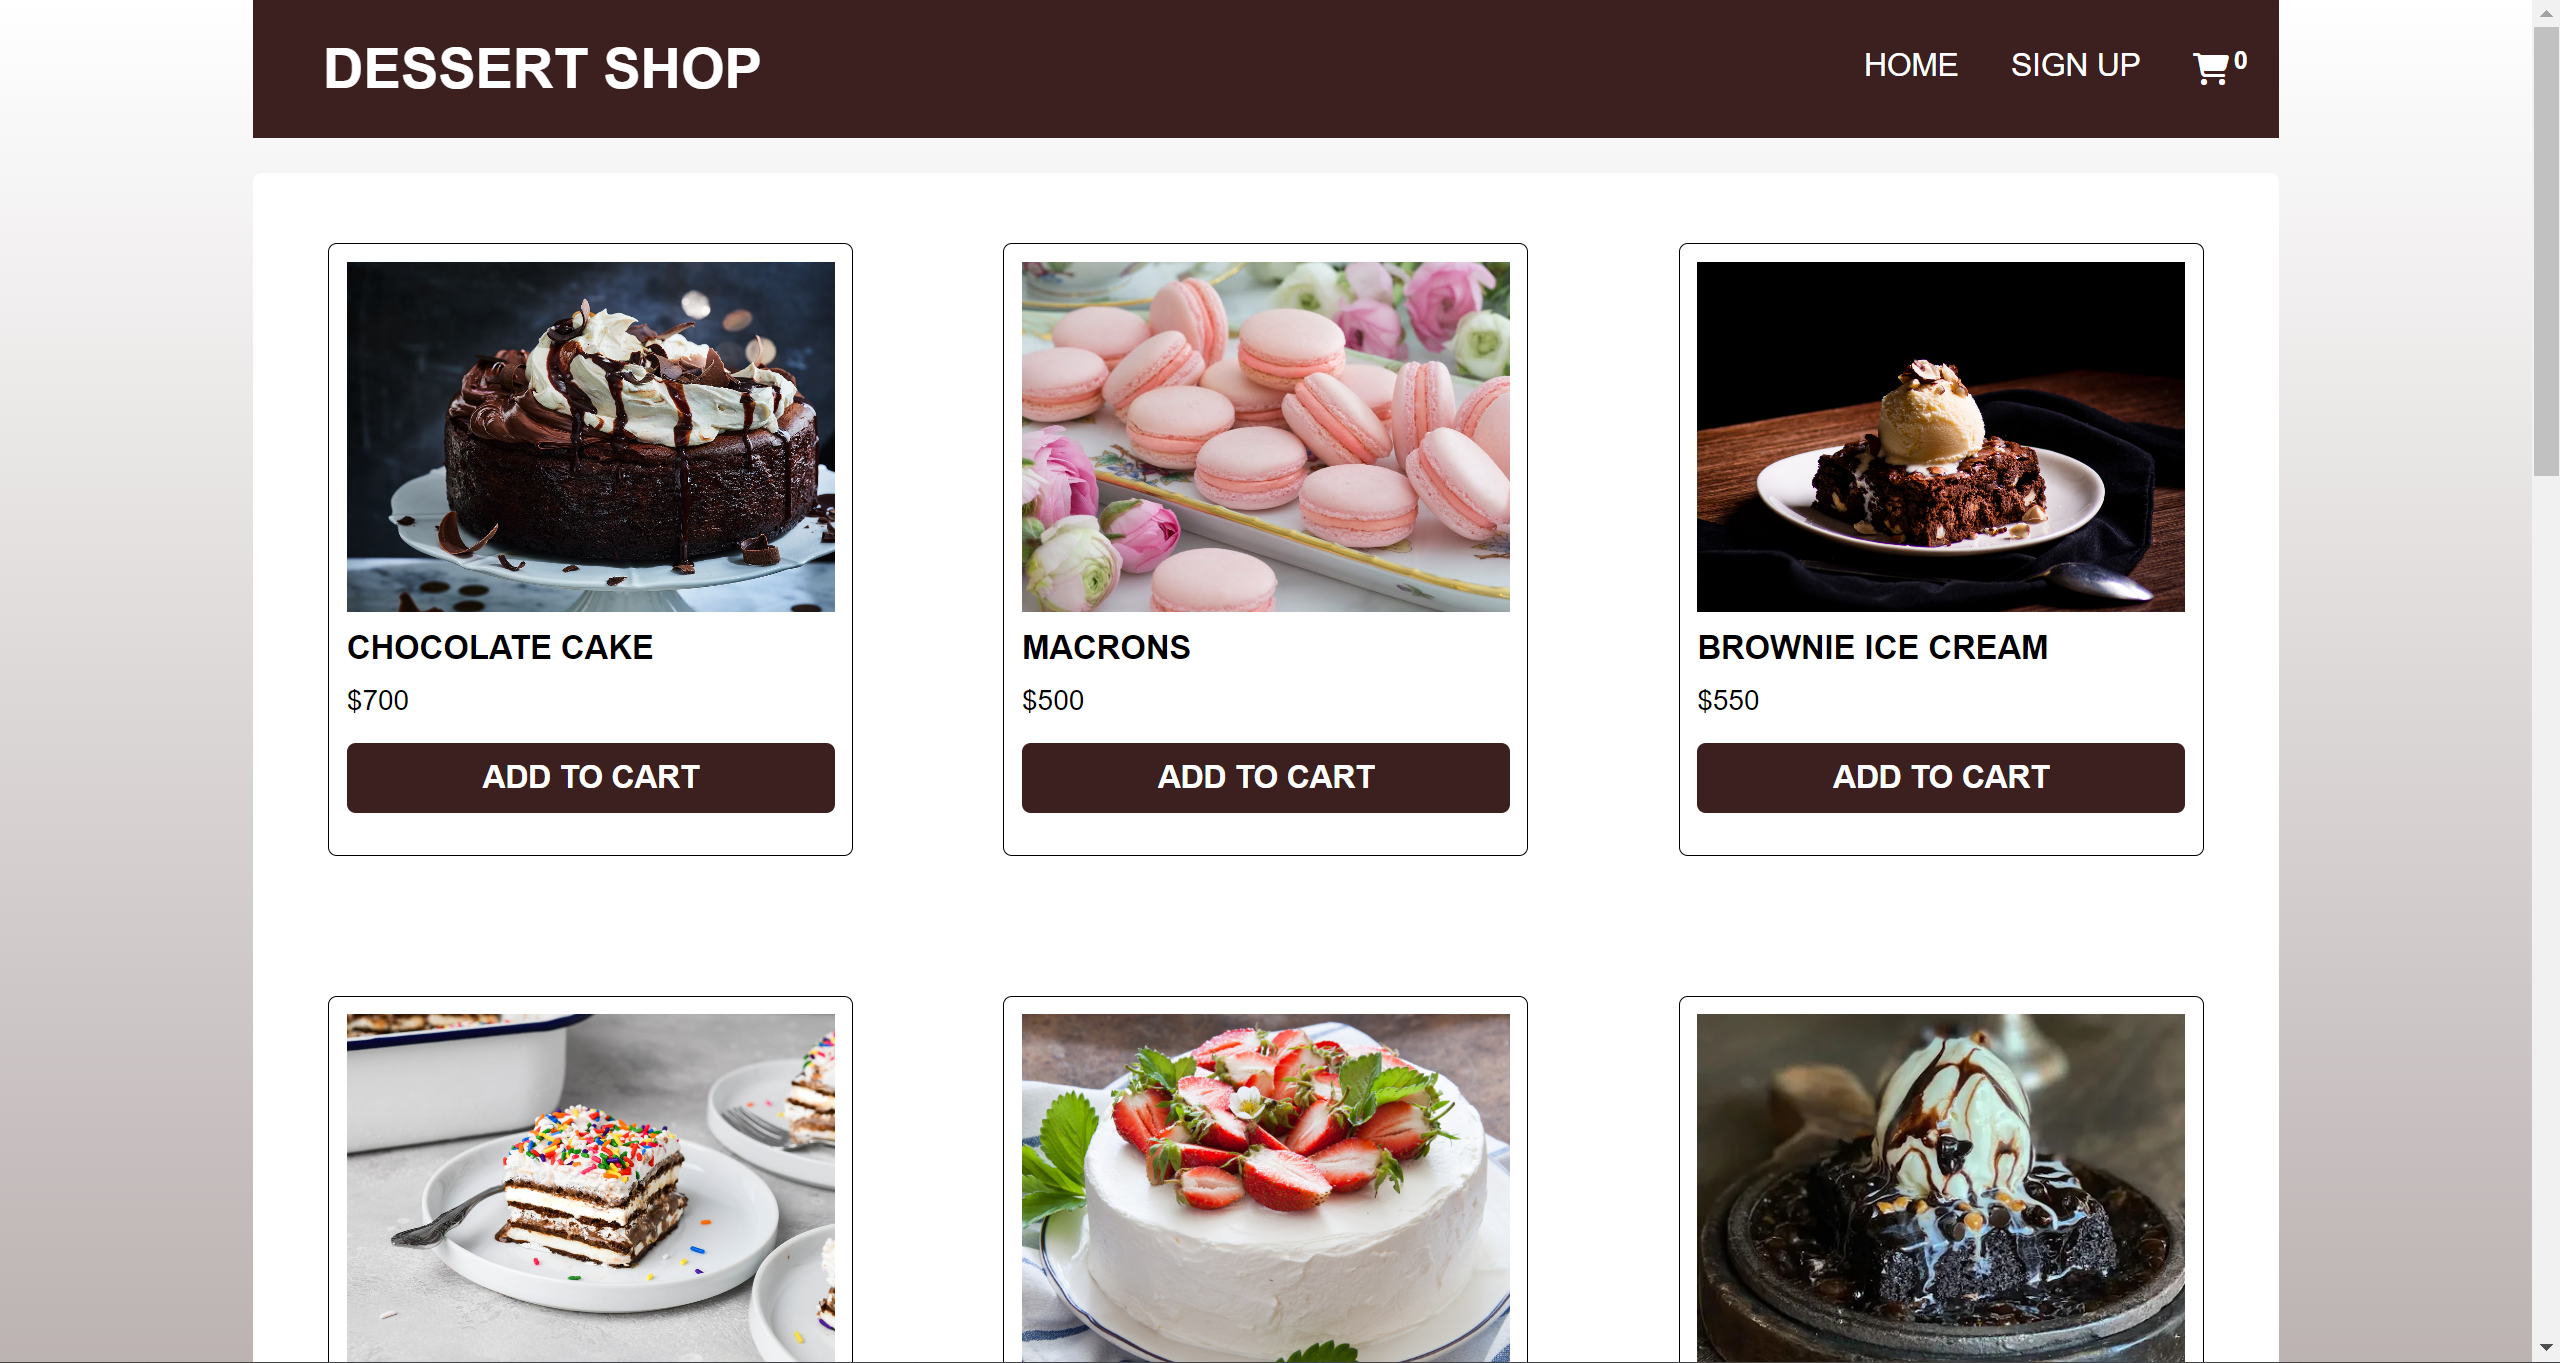 DESSERT SHOP
HOME
SIGN UP
0
CHOCOLATE CAKE
$700
ADD TO CART
MACRONS
$500
ADD TO CART
BROWNIE ICE CREAM
$550
ADD TO CART